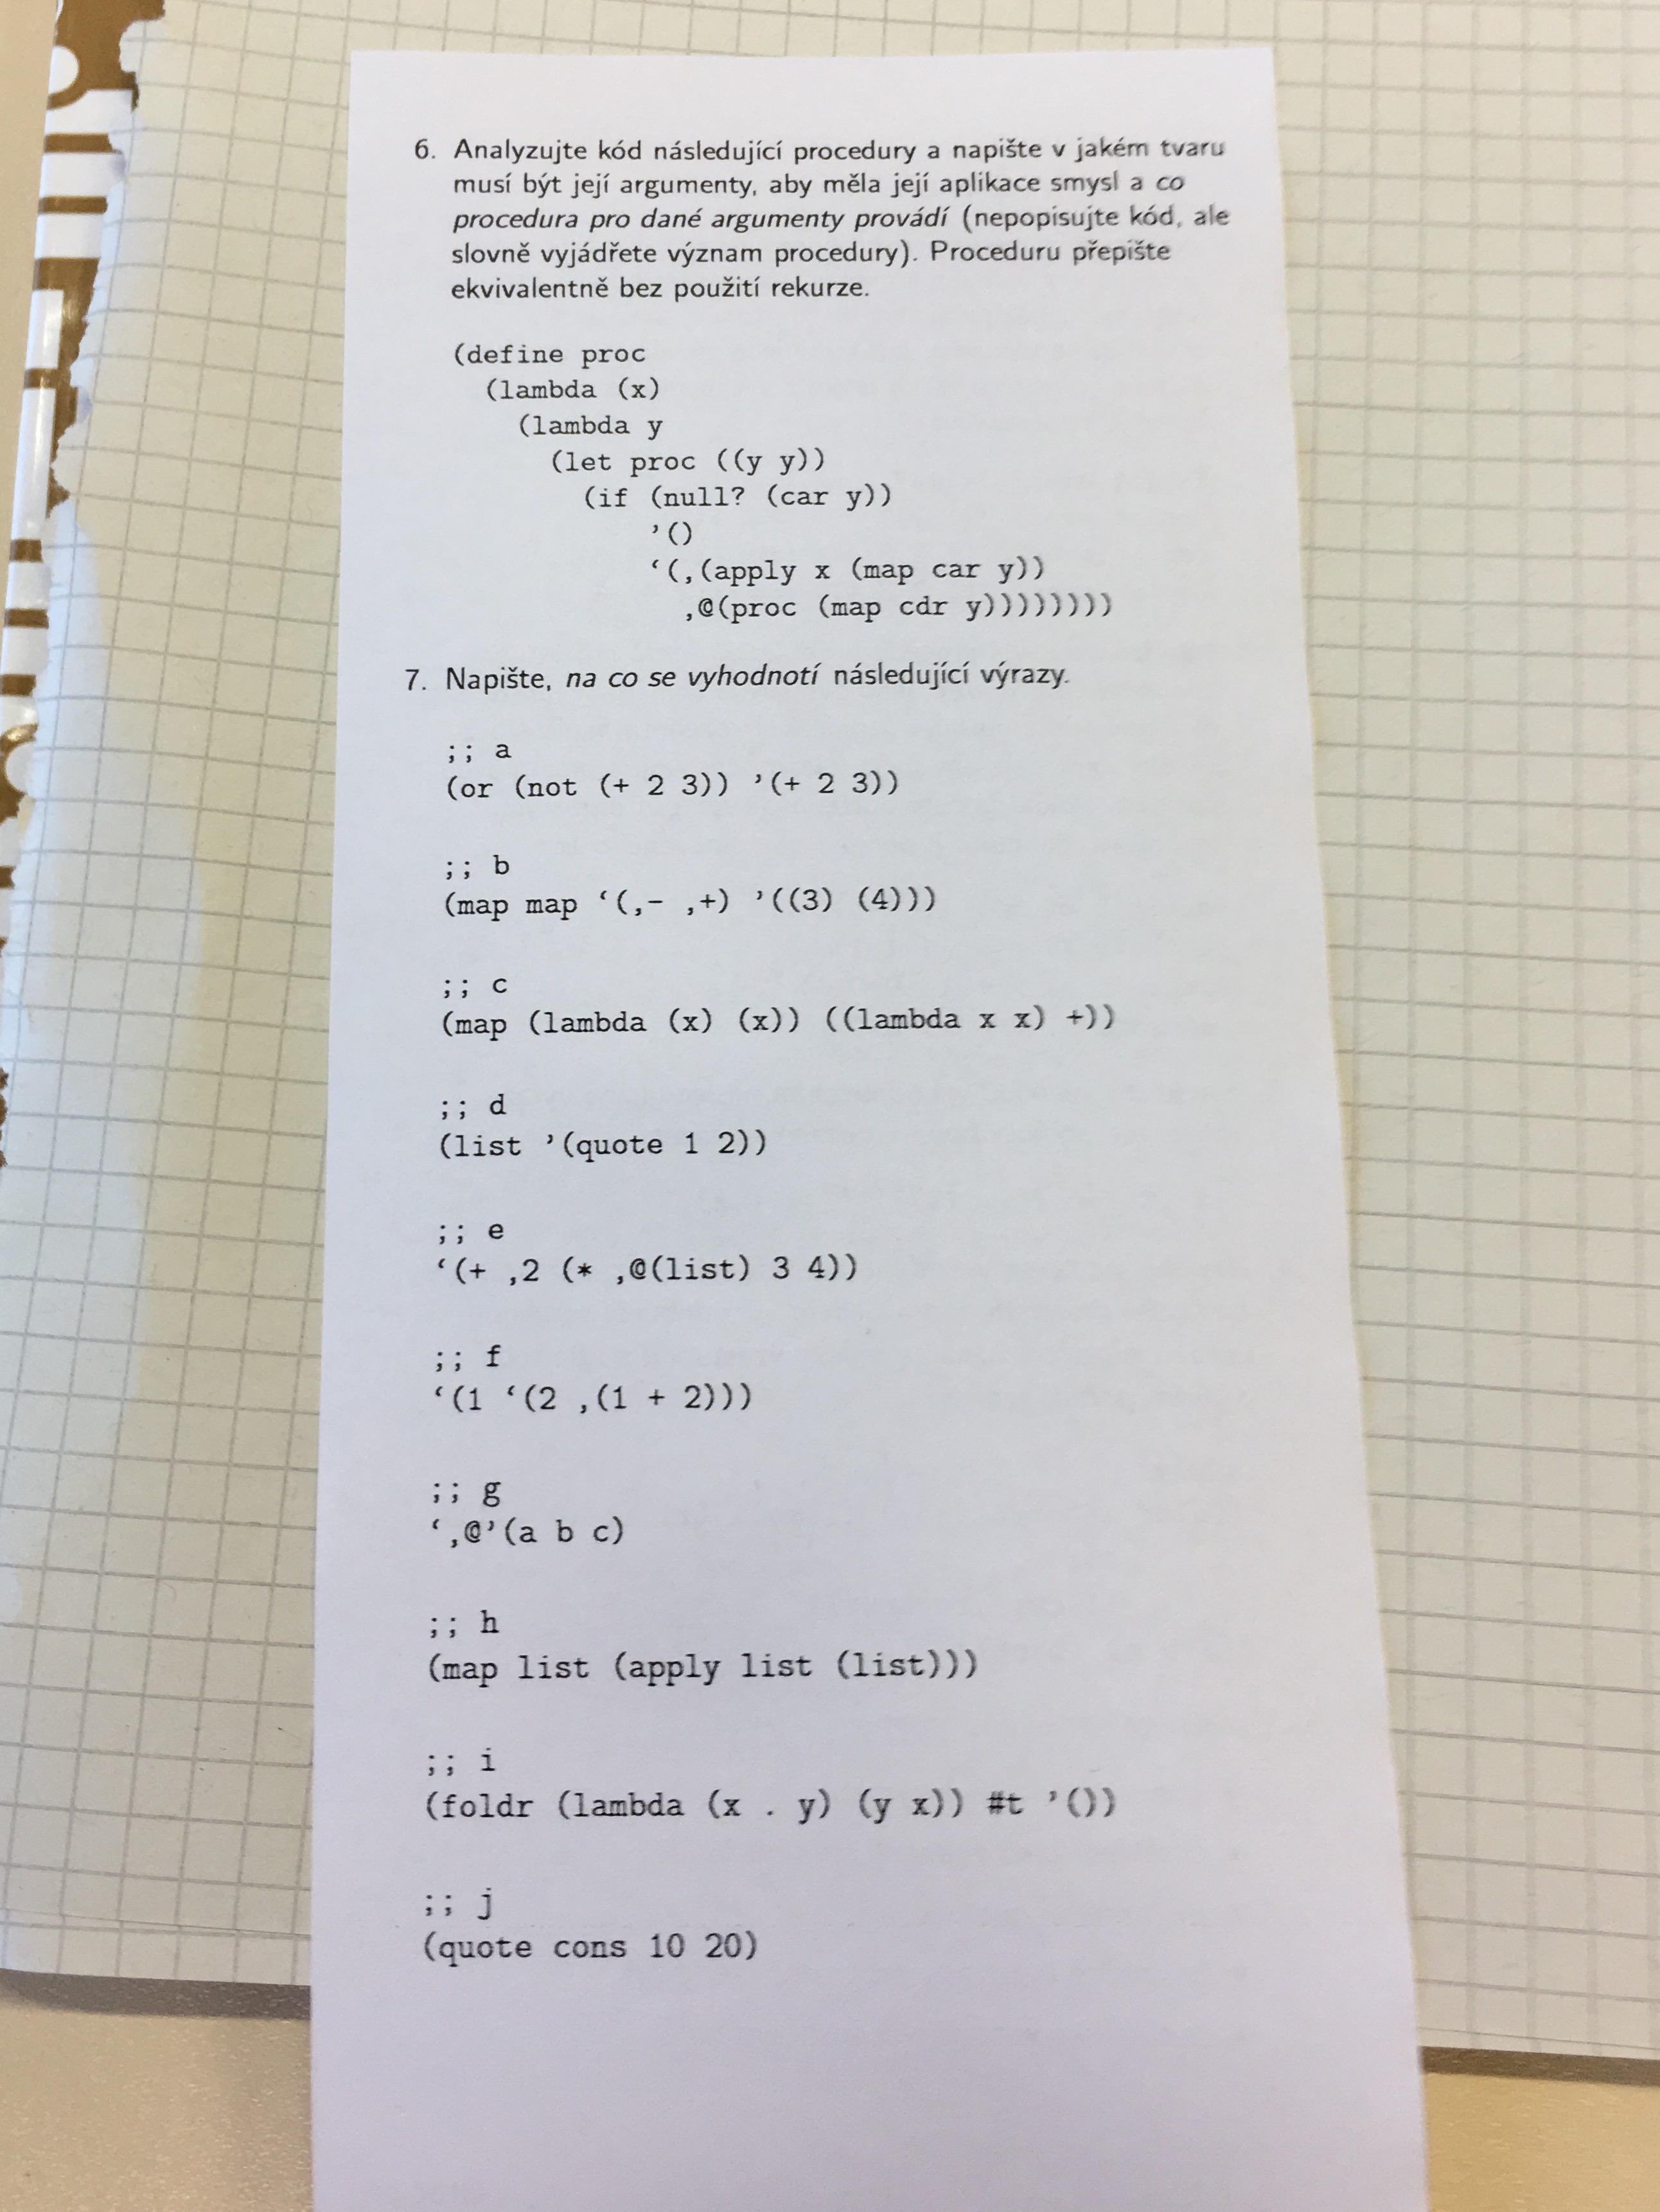 6. Analyzujte kód následující procedury a napište v jakém tvaru
musí být její argumenty, aby měla její aplikace smysl a co
procedura pro dané argumenty provádí (nepopisujte kód, ale
slovně vyjádřete význam procedury). Proceduru přepište
ekvivalentně bez použití rekurze.
(define proc
(lambda (x)
(lambda y
(let proc ((y y))
(if (null? (car y))
’()
‘(,(apply x (map car y))
,@(proc (map cdr y))))))))
7. Napište, na co se vyhodnotí následující výrazy.
;; a
(or (not (+ 2 3)) ’(+ 2 3))
;; b
(map map ‘(,- ,+) ’((3) (4)))
;; c
(map (lambda (x) (x)) ((lambda x x) +))
;; d
(list ’(quote 1 2))
;; e
‘(+ ,2 (* ,@(list) 3 4))
;; f
‘(1 ‘(2 ,(1 + 2)))
;; g
‘,@’(a b c)
;; h
(map list (apply list (list)))
;; i
(foldr (lambda (x . y) (y x)) #t ’())
;; j
(quote cons 10 20)